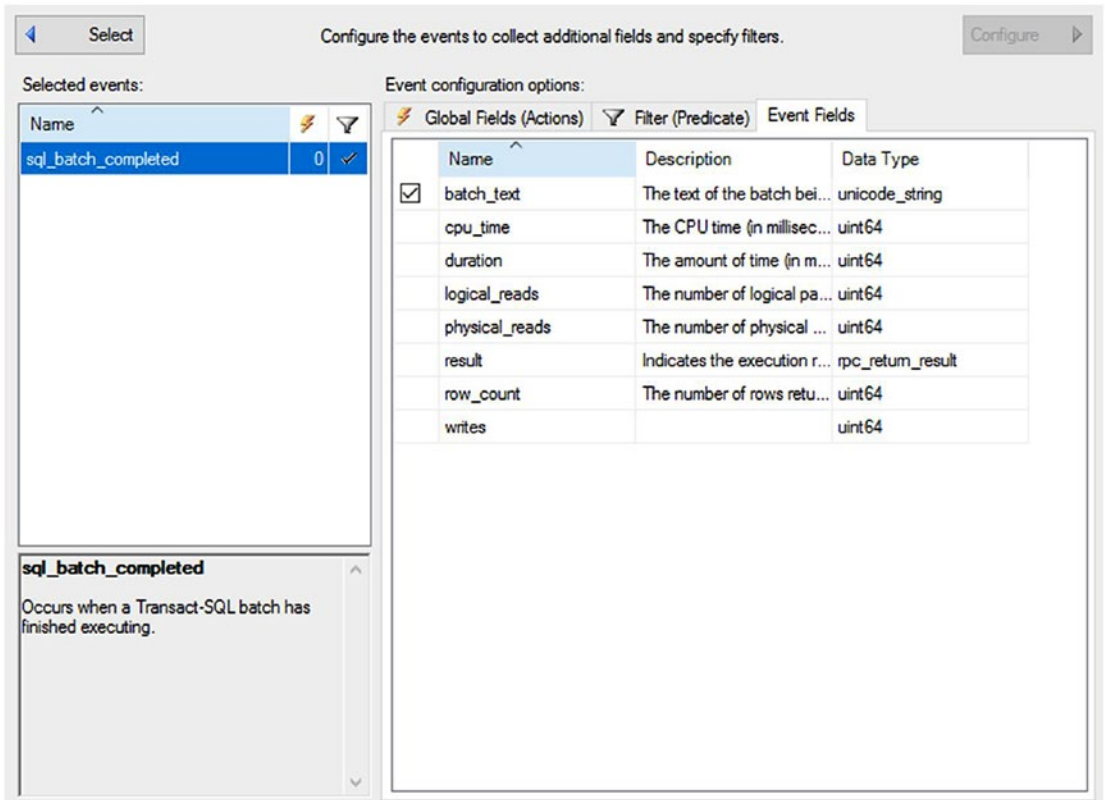 Select
Configure the events to collect additional fields and specify filters.
Configure
Selected events:
Name
sql_batch_completed 0
sql_batch_completed
Occurs when a Transact-SQL batch has
finished executing.
Event configuration options:
Global Fields (Actions) Filter (Predicate) Event Fields
Name Description Data Type
batch_text The text of the batch bei... unicode_string
cpu_time The CPU time (in millisec... uint64
duration The amount of time (in m... uint64
logical_reads The number of logical pa... uint64
physical_reads The number of physical ... uint64
result Indicates the execution r... rpc_return_result
row_count The number of rows retu... uint64
writes uint64